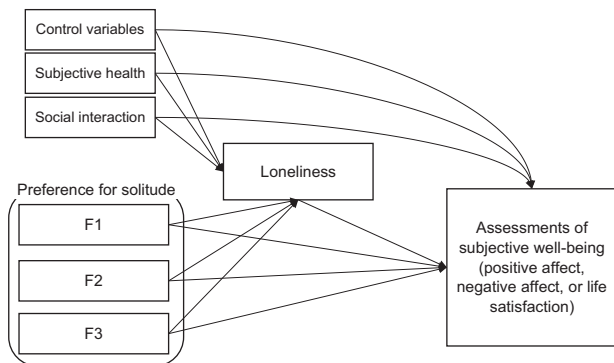 Control variables
Subjective health
Social interaction
Loneliness
Preference for solitude
F1
F2
F3
Assessments of
subjective well-being
(positive affect,
negative affect, or life
satisfaction)